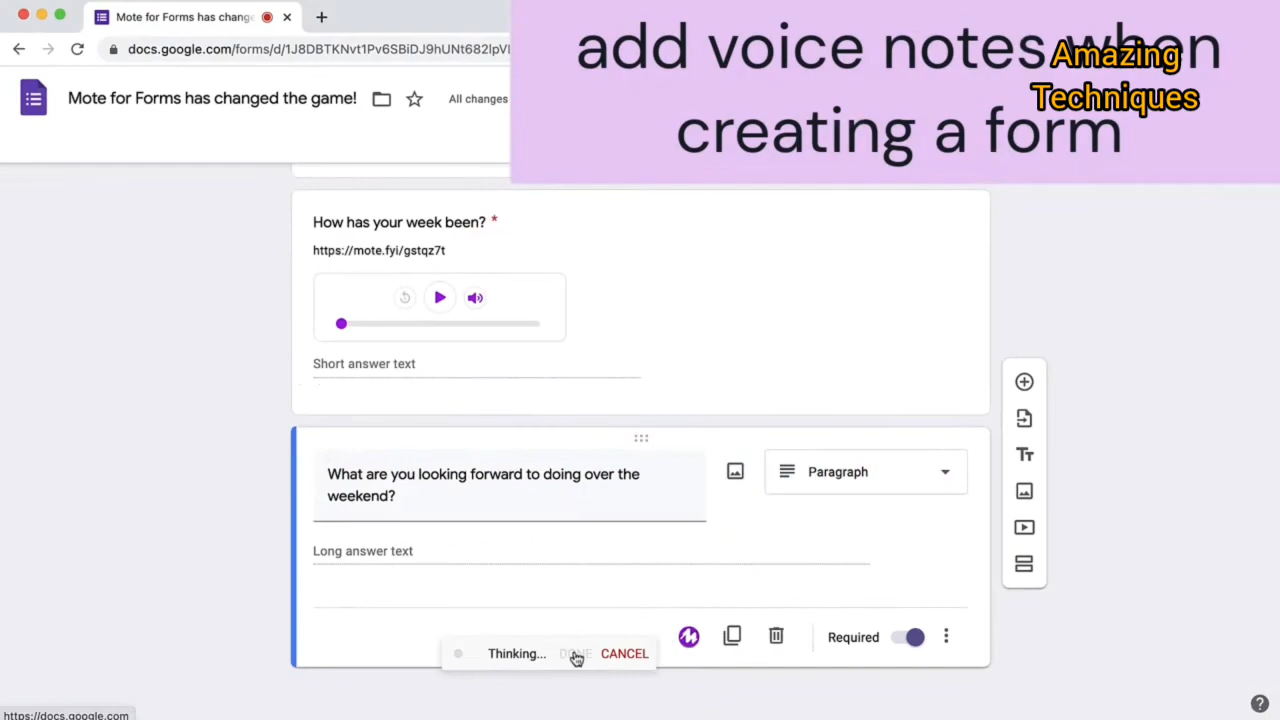 Mote for Forms has chang
docs.google.com/forms/d/1J8DBTKNvt1Pv6SBiDJ9hUNt682lpVI
add voice notes when
creating a form
Amazing
Techniques
Mote for Forms has changed the game!
All changes
How has your week been? *
https://mote.fyi/gstqz7t
Short answer text
What are you looking forward to doing over the
weekend?
Paragraph
Long answer text
Required
Thinking... DONE CANCEL
https://docs.google.com